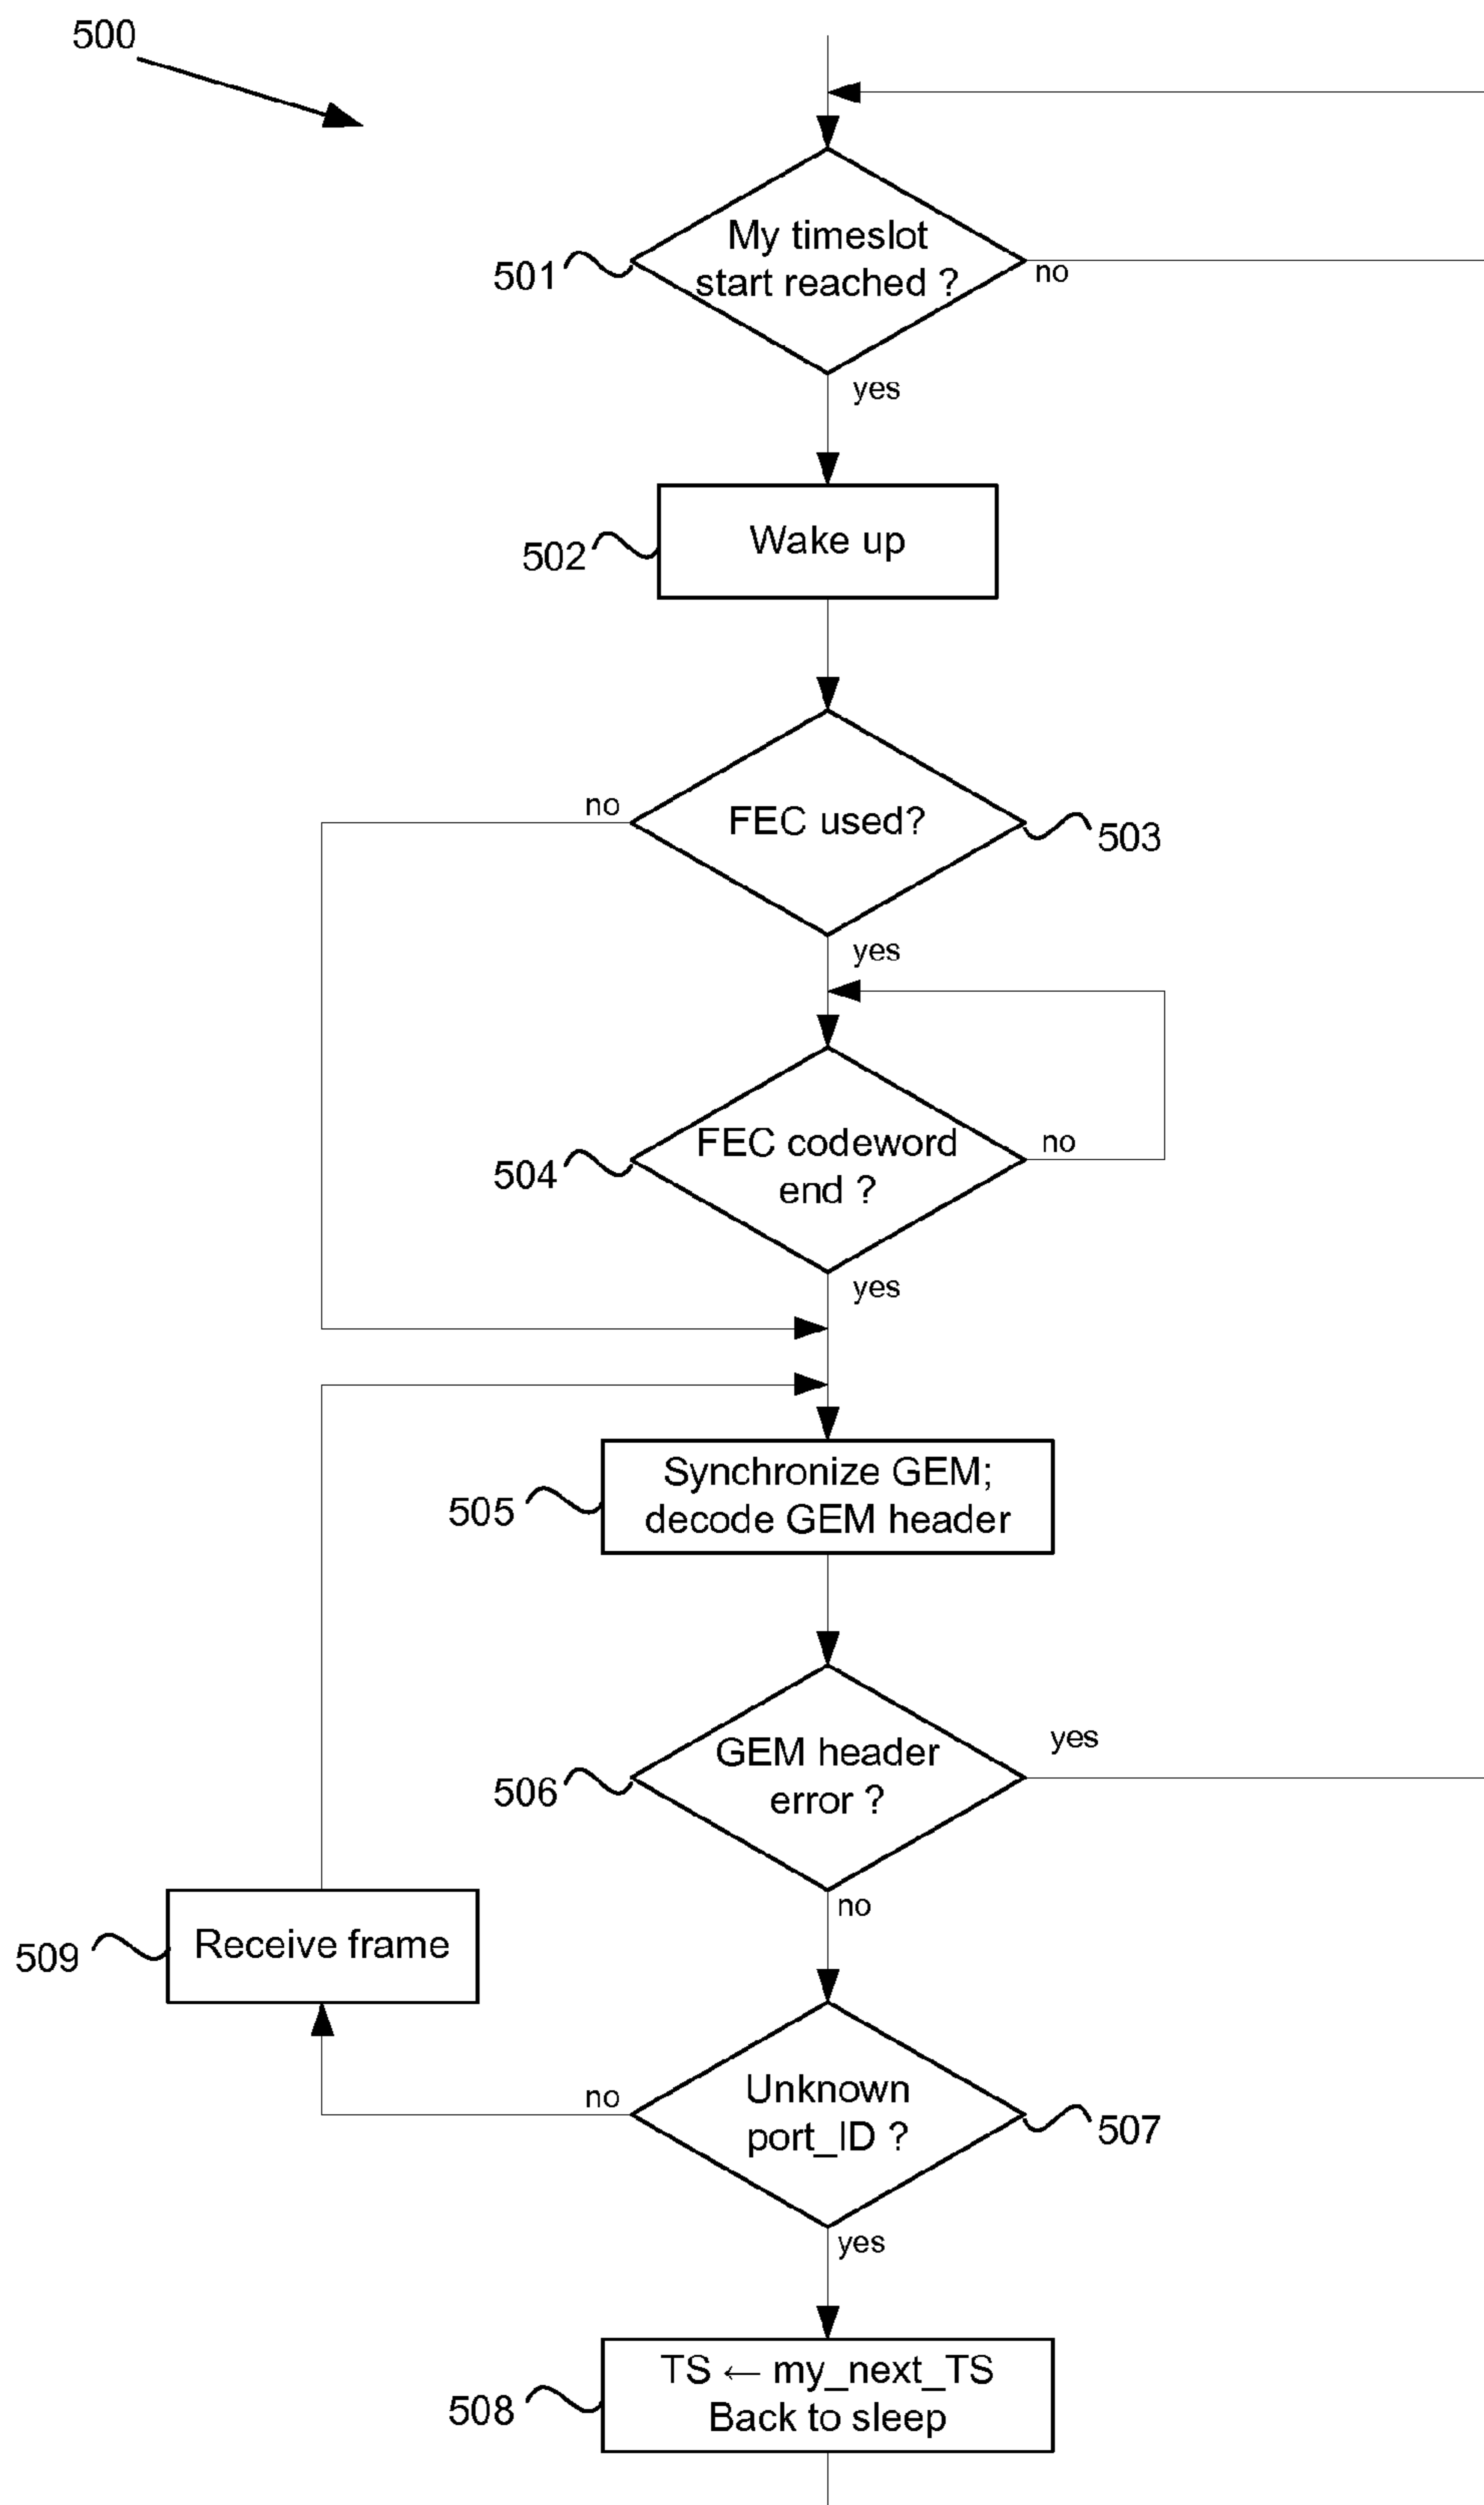 500
My timeslot
start reached ?
501
no
yes
Wake up
502
no
FEC used?
503
yes
FEC codeword
end ?
no
504
yes
Synchronize GEM;
decode GEM header
505
GEM header
error ?
yes
506
no
Receive frame
509
Unknown
port_ID ?
no
507
yes
TS ← my_next_TS
Back to sleep
508